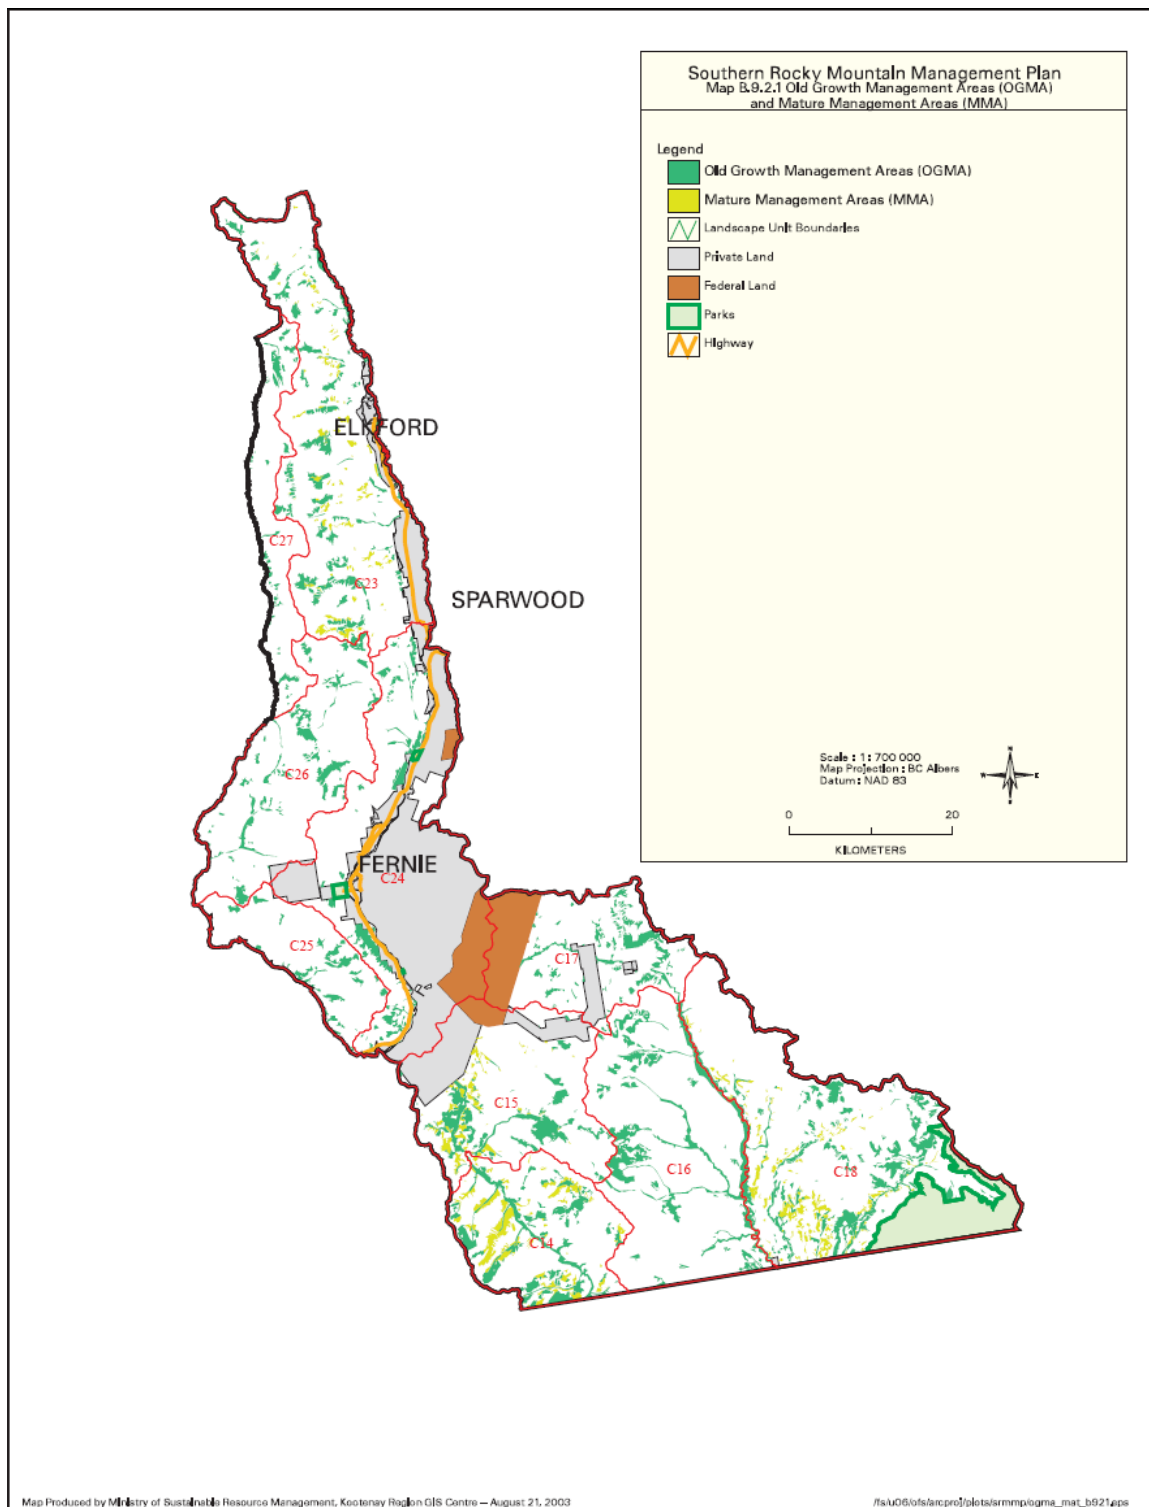 Southern Rocky Mountain Management Plan
Map B.9.2.1 Old Growth Management Areas (OGMA)
and Mature Management Areas (MMA)
Legend
Old Growth Management Areas (OGMA)
Mature Management Areas (MMA)
Landscape Unit Boundaries
Private Land
Federal Land
Parks
Highway
ELKFORD
C27
C23
SPARWOOD
Scale : 1 : 700 000
Map Projection : BC Albers
Datum : NAD 83
N
W E
S
0 20
KILOMETERS
C26
FERNIE
C24
C25
C17
C15
C16
C18
C14
Map Produced by Ministry of Sustainable Resource Management, Kootenay Region GIS Centre — August 21, 2003
/fs/u06/ofs/arcproj/plots/srmmp/ogma_mat_b921.eps